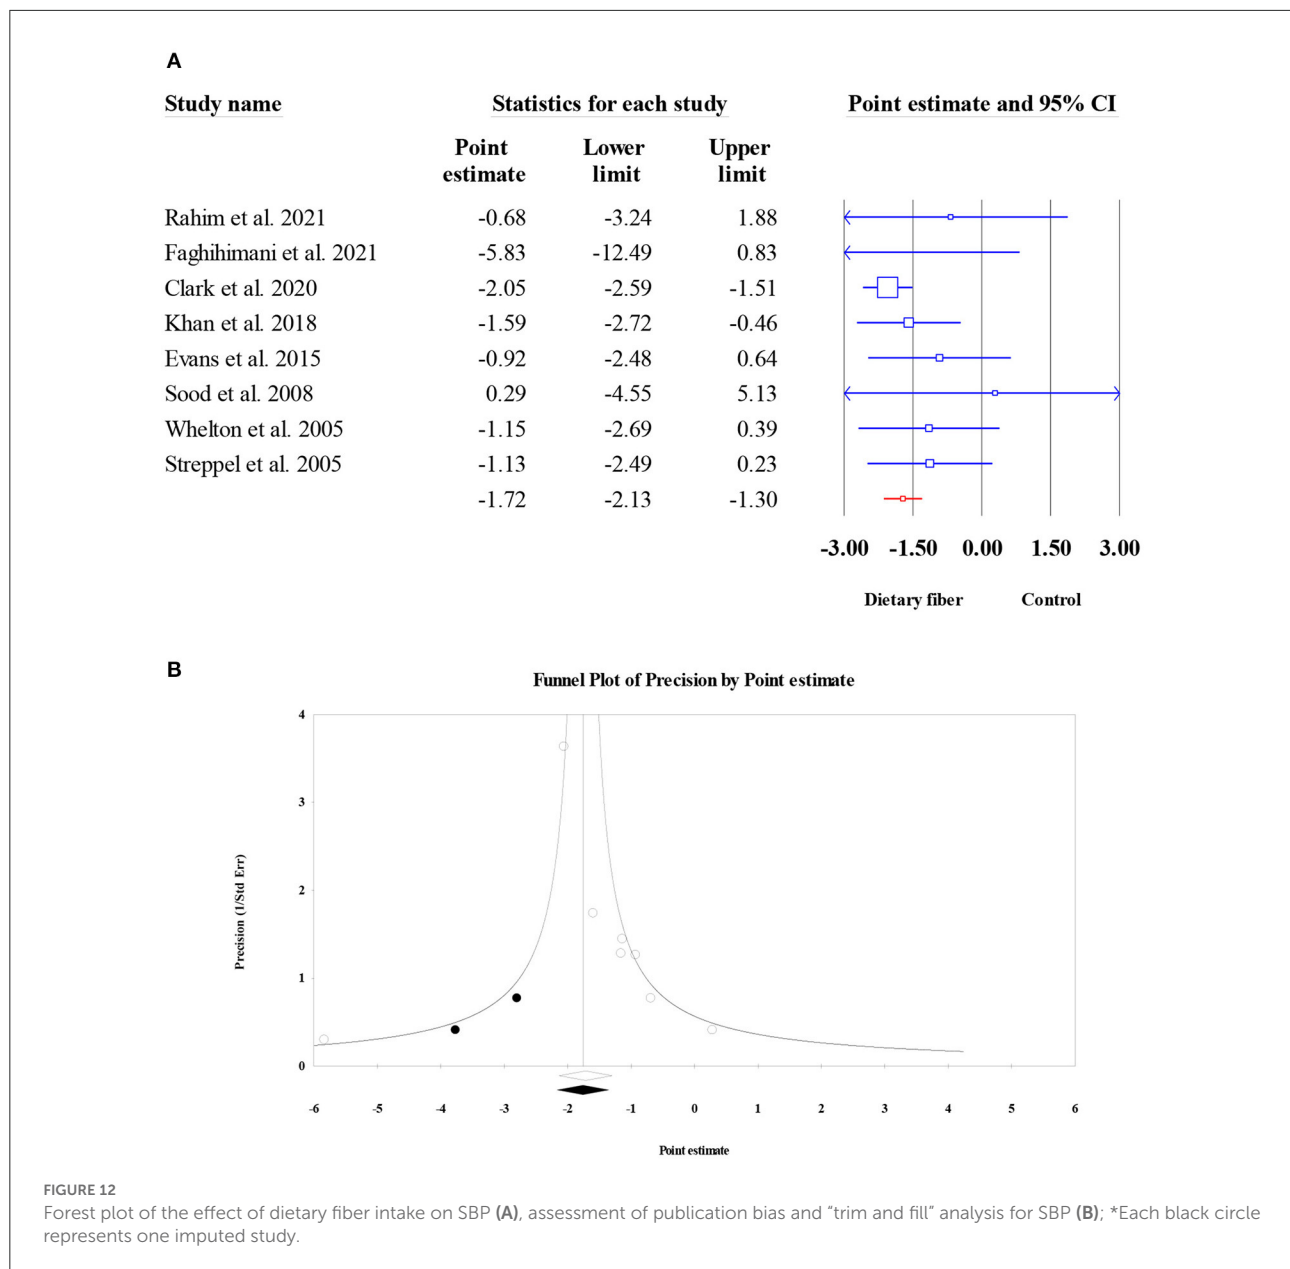 A
Study name Statistics for each study Point estimate and 95% CI
Point Lower Upper
estimate limit limit
Rahim et al. 2021 -0.68 -3.24 1.88
Faghihimani et al. 2021 -5.83 -12.49 0.83
Clark et al. 2020 -2.05 -2.59 -1.51
Khan et al. 2018 -1.59 -2.72 -0.46
Evans et al. 2015 -0.92 -2.48 0.64
Sood et al. 2008 0.29 -4.55 5.13
Whelton et al. 2005 -1.15 -2.69 0.39
Streppel et al. 2005 -1.13 -2.49 0.23
-1.72 -2.13 -1.30
-3.00 -1.50 0.00 1.50 3.00
Dietary fiber Control
B
Funnel Plot of Precision by Point estimate
4
3
2
1
0
Precision (1/Std Err)
-6 -5 -4 -3 -2 -1 0 1 2 3 4 5 6
Point estimate
FIGURE 12
Forest plot of the effect of dietary fiber intake on SBP (A), assessment of publication bias and "trim and fill" analysis for SBP (B); *Each black circle
represents one imputed study.